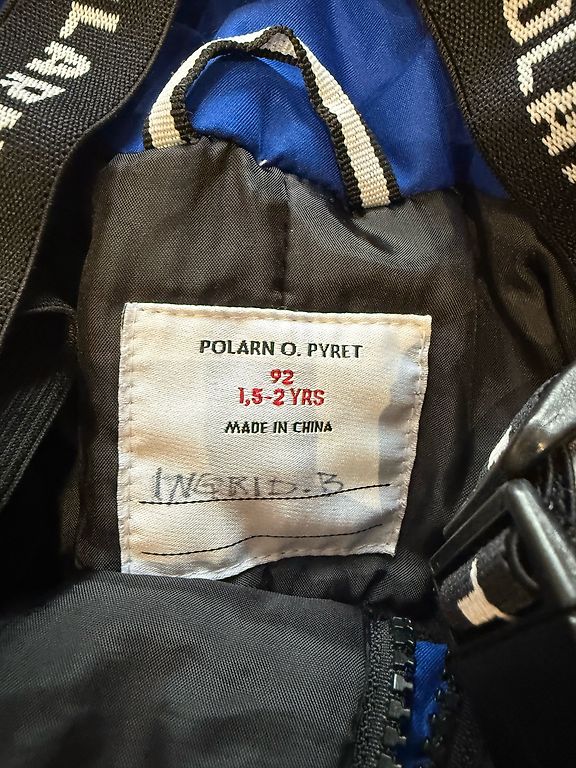 POLARN O. PYRET
92
1,5-2 YRS
MADE IN CHINA
INGRID.B